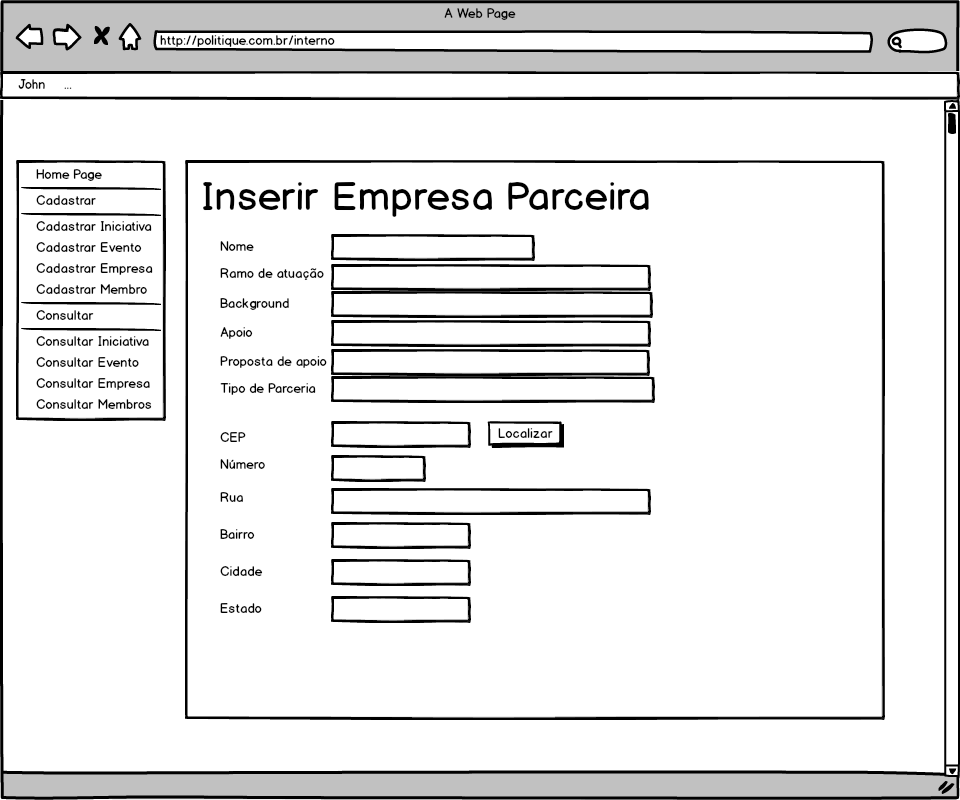 A Web Page
http://politique.com.br/interno
John ...
Home Page
Cadastrar
Cadastrar Iniciativa
Cadastrar Evento
Cadastrar Empresa
Cadastrar Membro
Consultar
Consultar Iniciativa
Consultar Evento
Consultar Empresa
Consultar Membros
Inserir Empresa Parceira
Nome
Ramo de atuação
Background
Apoio
Proposta de apoio
Tipo de Parceria
CEP Localizar
Número
Rua
Bairro
Cidade
Estado